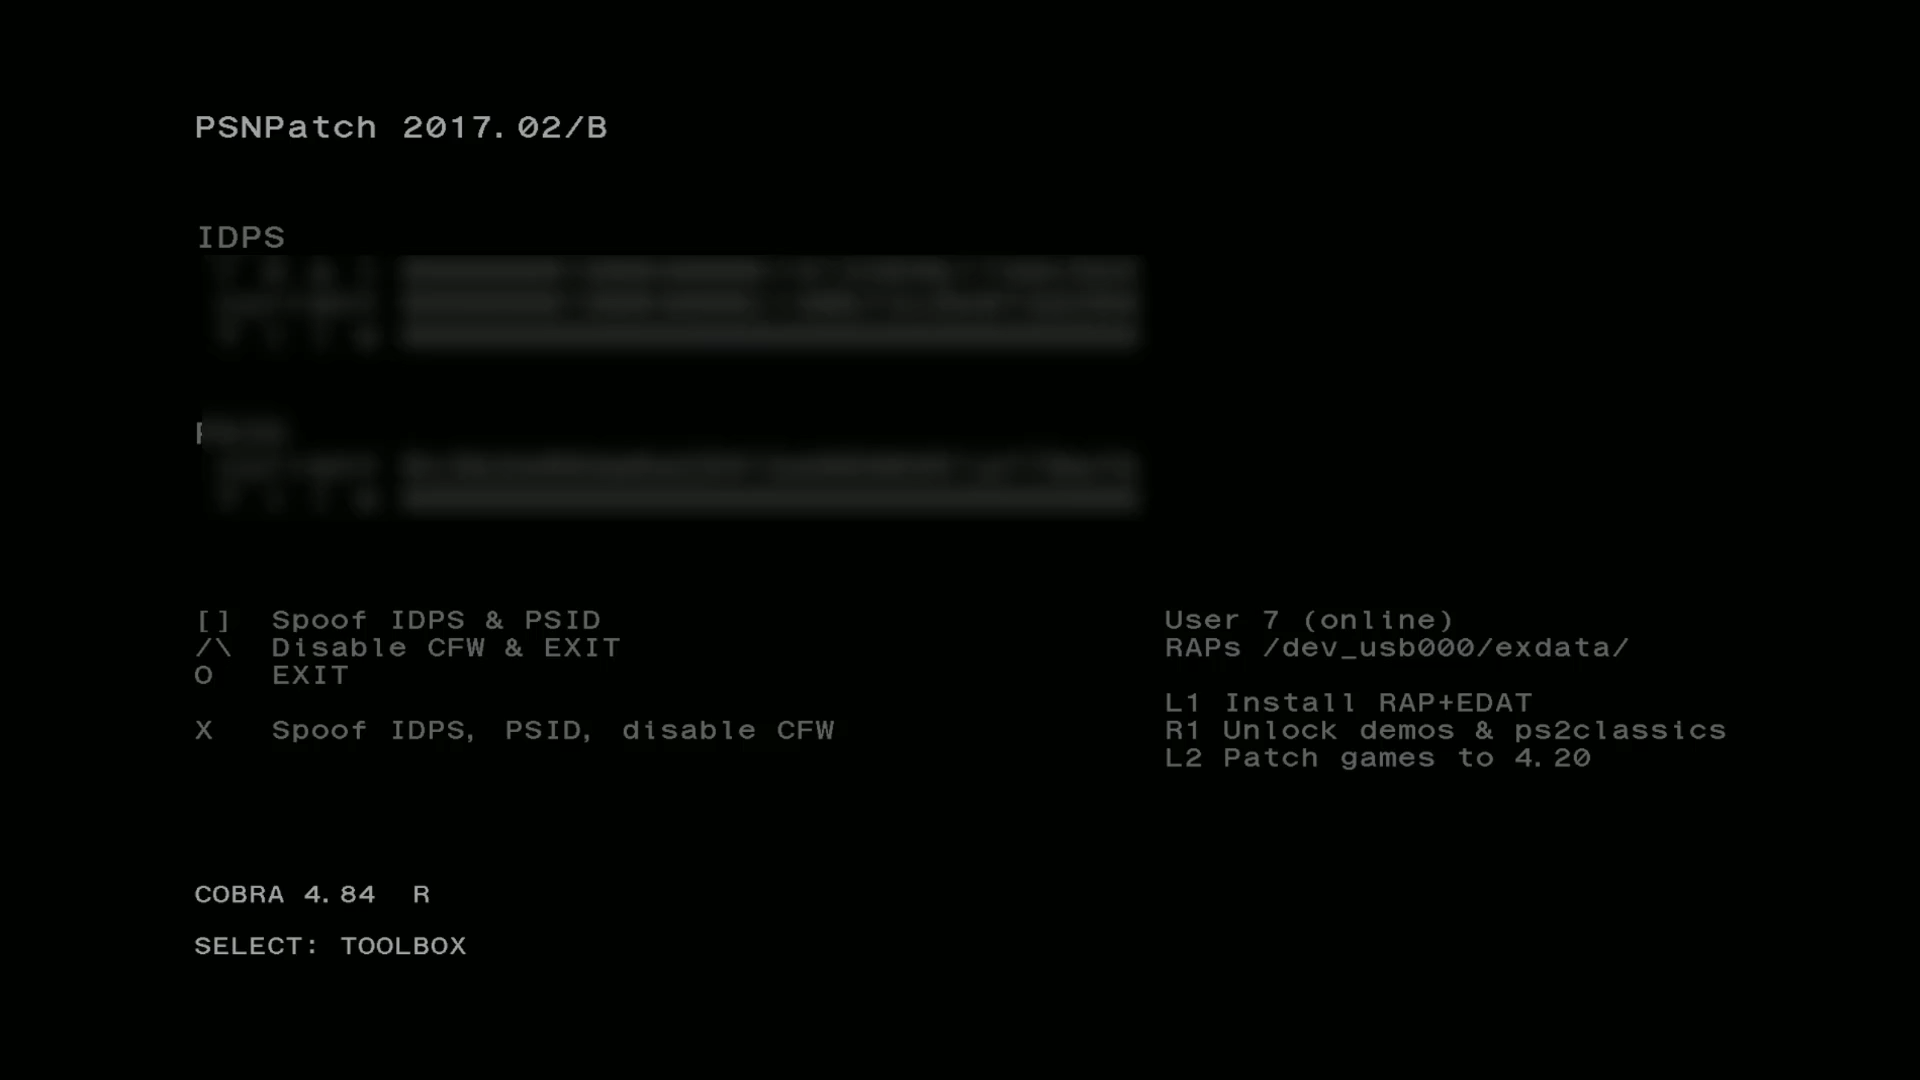 PSNPatch 2017.02/B
IDPS
[] Spoof IDPS & PSID
/\ Disable CFW & EXIT
O EXIT
X Spoof IDPS, PSID, disable CFW
User 7 (online)
RAPs /dev_usb000/exdata/
L1 Install RAP+EDAT
R1 Unlock demos & ps2classics
L2 Patch games to 4.20
COBRA 4.84 R
SELECT: TOOLBOX